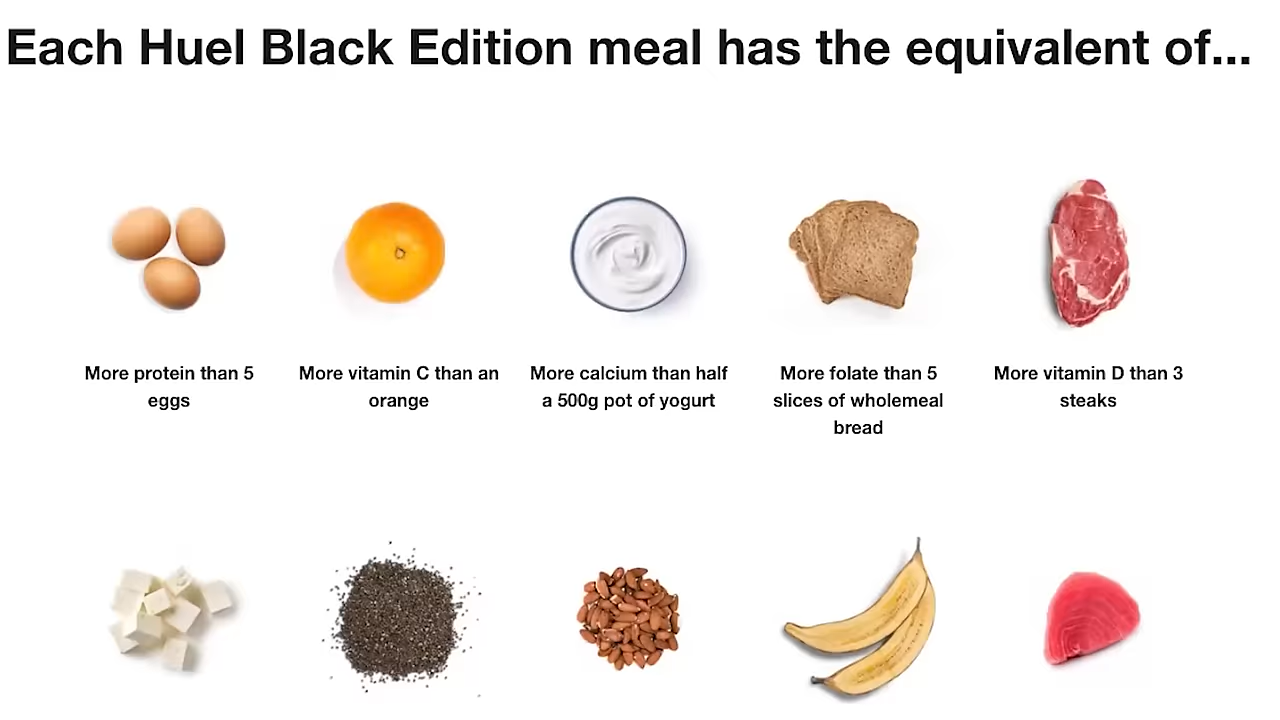 Each Huel Black Edition meal has the equivalent of...
More protein than 5
eggs
More vitamin C than an
orange
More calcium than half
a 500g pot of yogurt
More folate than 5
slices of wholemeal
bread
More vitamin D than 3
steaks